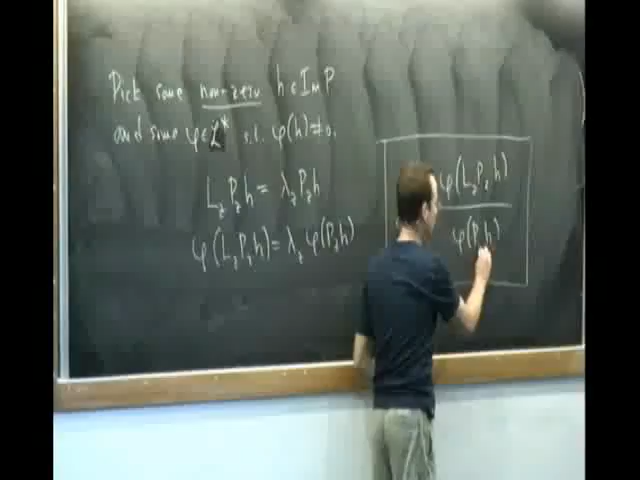 Pick some non-zero h ∈ Im P
and some φ ∈ L* s.t. φ(h) ≠ 0.
L_z P_z h = λ_z P_z h
φ(L_z P_z h) = λ_z φ(P_z h)
φ(L_z P_z h)
φ(P_z h)